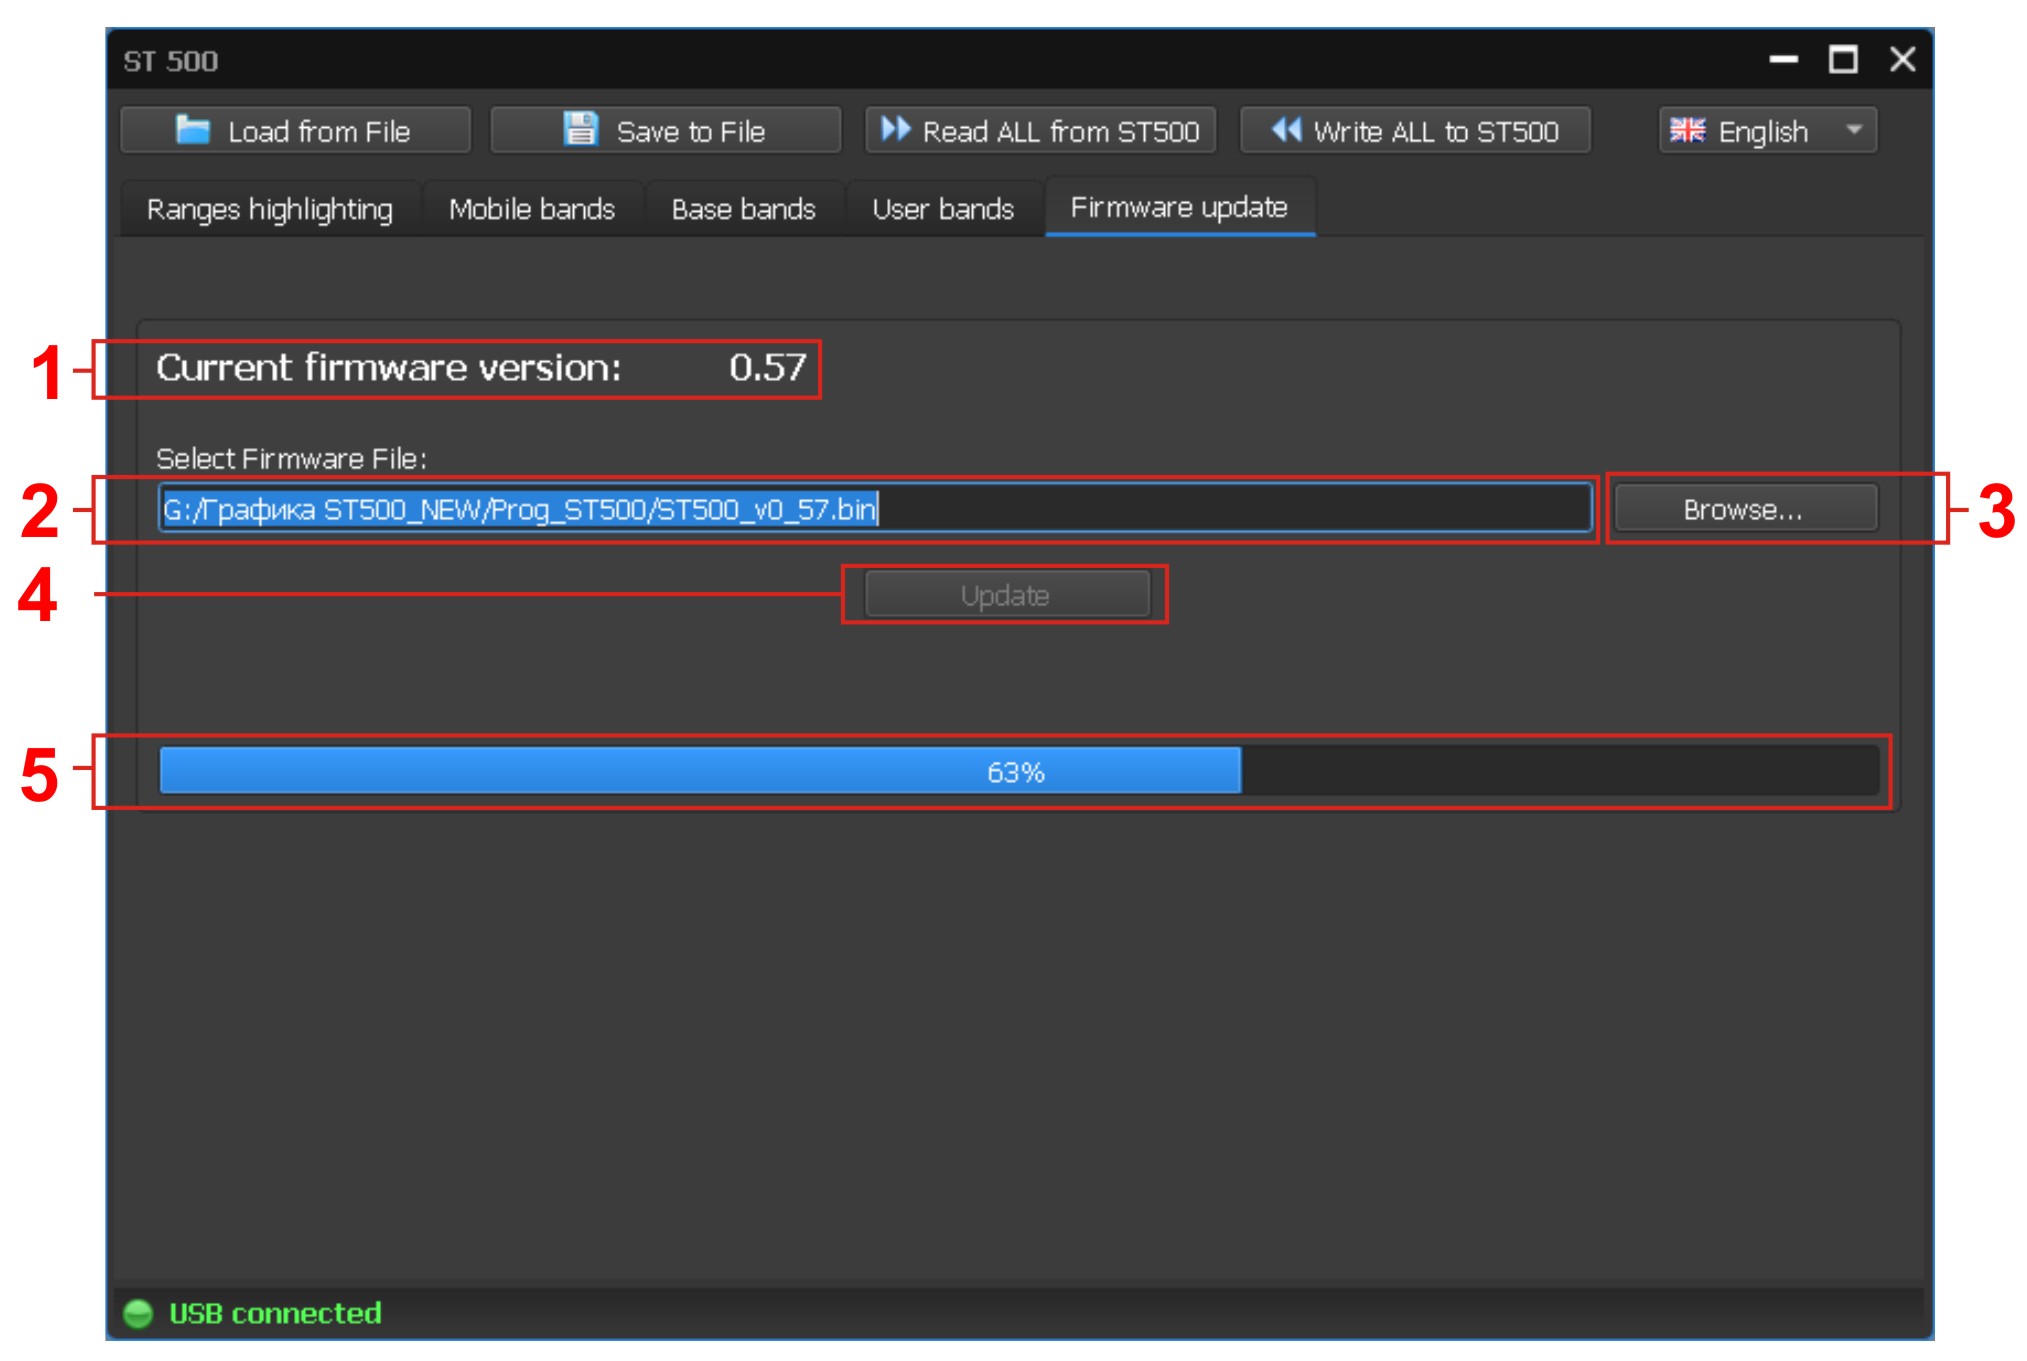 ST 500
Load from File
Save to File
Read ALL from ST500
Write ALL to ST500
English
Ranges highlighting
Mobile bands
Base bands
User bands
Firmware update
1
Current firmware version: 0.57
Select Firmware File:
2
G:/Графика ST500_NEW/Prog_ST500/ST500_v0_57.bin
Browse...
3
4
Update
5
63%
USB connected